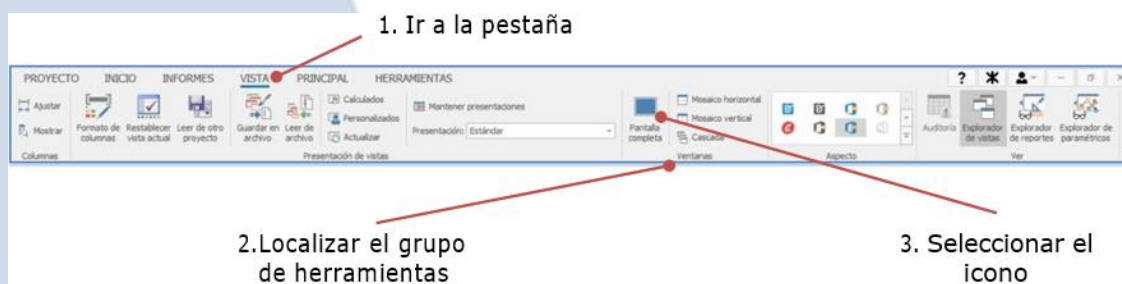 1. Ir a la pestaña
PROYECTO INICIO INFORMES VISTA PRINCIPAL HERRAMIENTAS ?
Ajustar
Mostrar
Columnas
Formato de columnas
Restablecer vista actual
Leer de otro proyecto
Guardar en archivo
Leer de archivo
Calculados
Personalizados
Actualizar
Mantener presentaciones
Presentación: Estándar
Presentación de vistas
Pantalla completa
Mosaico horizontal
Mosaico vertical
Cascada
Ventanas
Aspecto
Auditoría
Explorador de vistas
Explorador de reportes
Explorador de paramétricos
Ver
2.Localizar el grupo
de herramientas
3. Seleccionar el
icono